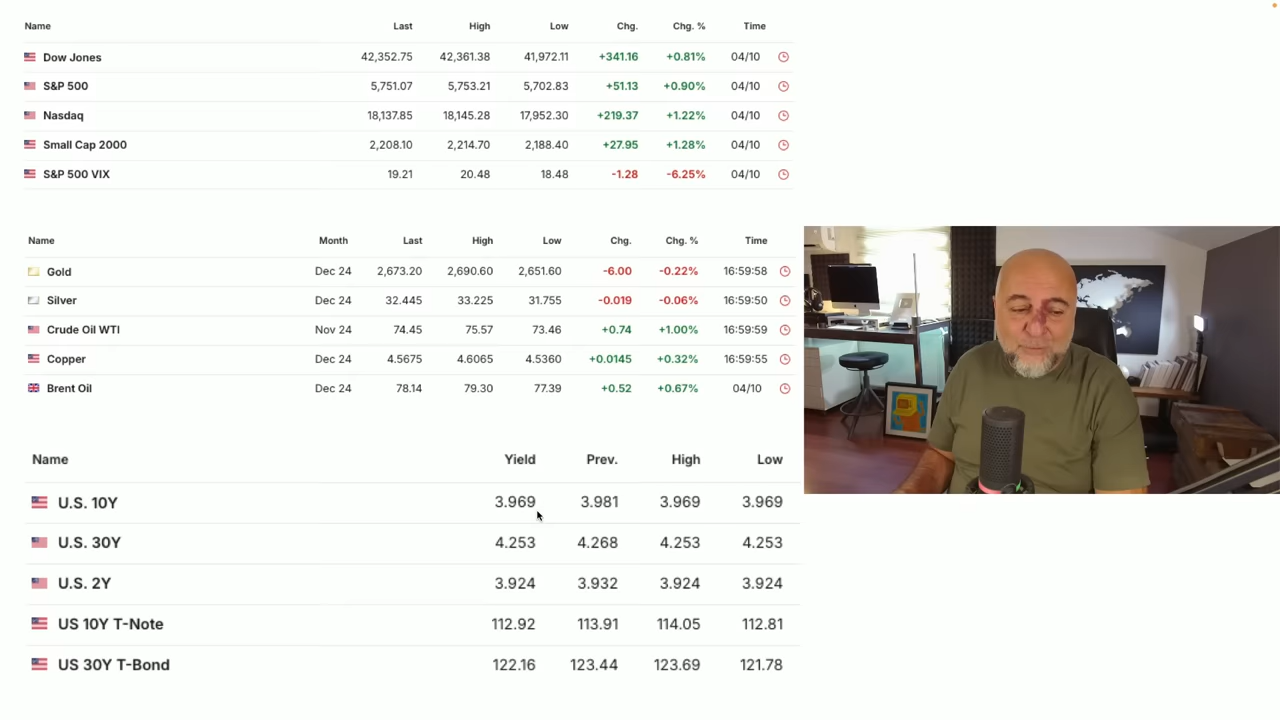 Name Last High Low Chg. Chg. % Time
Dow Jones 42,352.75 42,361.38 41,972.11 +341.16 +0.81% 04/10
S&P 500 5,751.07 5,753.21 5,702.83 +51.13 +0.90% 04/10
Nasdaq 18,137.85 18,145.28 17,952.30 +219.37 +1.22% 04/10
Small Cap 2000 2,208.10 2,214.70 2,188.40 +27.95 +1.28% 04/10
S&P 500 VIX 19.21 20.48 18.48 -1.28 -6.25% 04/10
Name Month Last High Low Chg. Chg. % Time
Gold Dec 24 2,673.20 2,690.60 2,651.60 -6.00 -0.22% 16:59:58
Silver Dec 24 32.445 33.225 31.755 -0.019 -0.06% 16:59:50
Crude Oil WTI Nov 24 74.45 75.57 73.46 +0.74 +1.00% 16:59:59
Copper Dec 24 4.5675 4.6065 4.5360 +0.0145 +0.32% 16:59:55
Brent Oil Dec 24 78.14 79.30 77.39 +0.52 +0.67% 04/10
Name Yield Prev. High Low
U.S. 10Y 3.969 3.981 3.969 3.969
U.S. 30Y 4.253 4.268 4.253 4.253
U.S. 2Y 3.924 3.932 3.924 3.924
US 10Y T-Note 112.92 113.91 114.05 112.81
US 30Y T-Bond 122.16 123.44 123.69 121.78